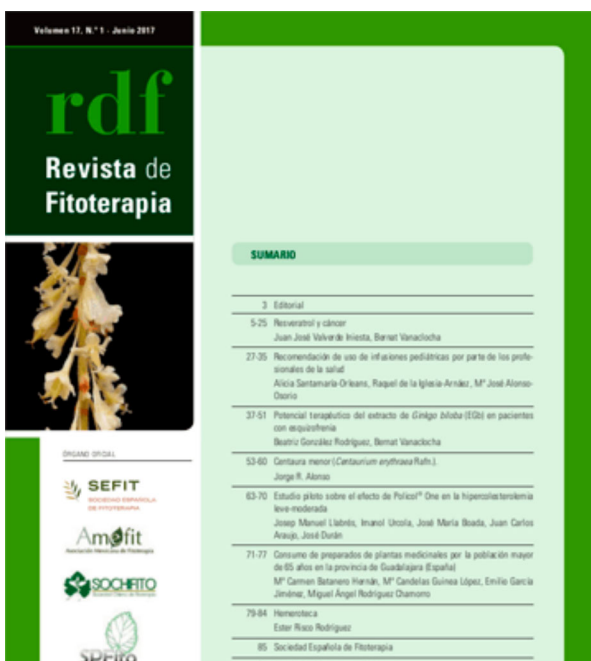 Volumen 17, N.º 1 - Junio 2017
rdf
Revista de
Fitoterapia
SUMARIO
3 Editorial
5-25 Resveratrol y cáncer
Juan José Valverde Iniesta, Bernat Vanaclocha
27-35 Recomendación de uso de infusiones pediátricas por parte de los profe-
sionales de la salud
Alicia Santamaría-Orleans, Raquel de la Iglesia-Arnáez, Mª José Alonso-
Osorio
37-51 Potencial terapéutico del extracto de Ginkgo biloba (EGb) en pacientes
con esquizofrenia
Beatriz González Rodríguez, Bernat Vanaclocha
53-60 Centaura menor (Centaurium erythraea Rafn.).
Jorge R. Alonso
63-70 Estudio piloto sobre el efecto de Policol® One en la hipercolesterolemia
leve-moderada
Josep Manuel Llabrés, Imanol Urcola, José María Boada, Juan Carlos
Araujo, José Durán
71-77 Consumo de preparados de plantas medicinales por la población mayor
de 65 años en la provincia de Guadalajara (España)
Mª Carmen Batanero Hernán, Mª Candelas Guinea López, Emilio García
Jiménez, Miguel Ángel Rodríguez Chamorro
79-84 Hemeroteca
Ester Risco Rodríguez
85 Sociedad Española de Fitoterapia
ÓRGANO OFICIAL
SEFIT
SOCIEDAD ESPAÑOLA
DE FITOTERAPIA
Amefit
Asociación Mexicana de Fitoterapia
SOCHIFITO
Sociedad Chilena de Fitoterapia
SPFito